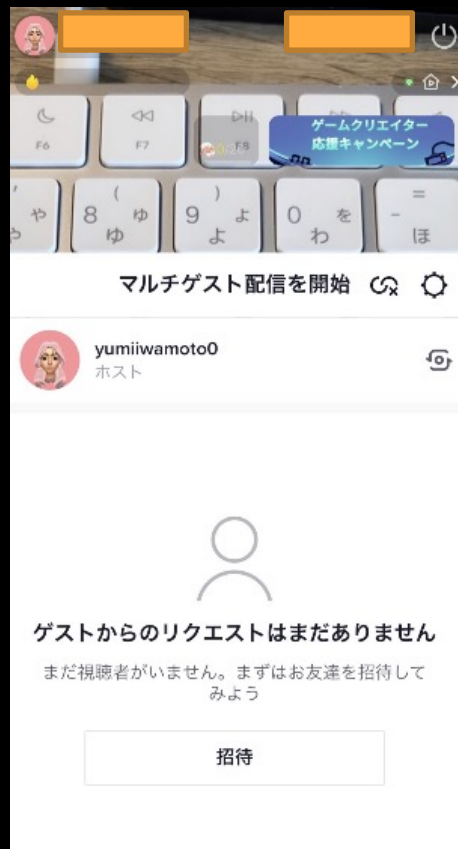 F6
F7
F8
ゲームクリエイター
応援キャンペーン
や
8 ( ゆ
ゆ
9 ) よ
よ
0 を
わ
- =
ほ
マルチゲスト配信を開始
yumiiwamoto0
ホスト
ゲストからのリクエストはまだありません
まだ視聴者がいません。まずはお友達を招待して
みよう
招待